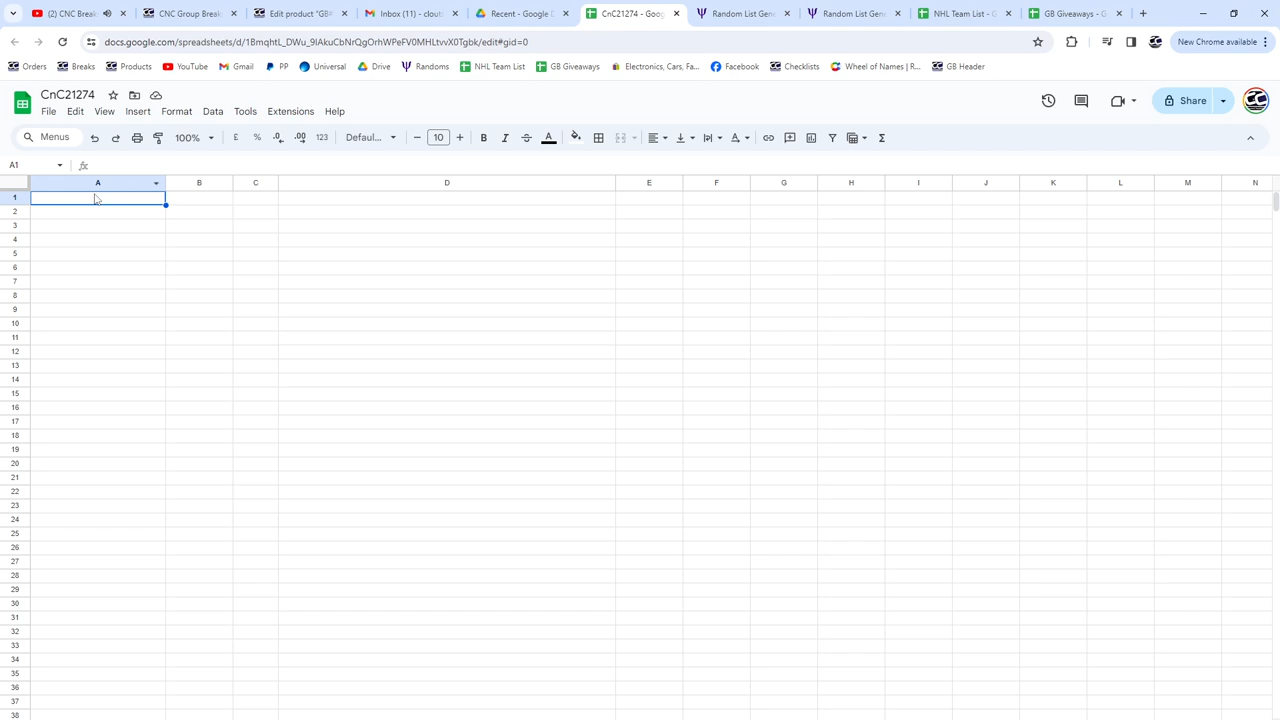 (2) CNC Break
CNC Group Break
Edit product "GB#
Inbox (11) - clow
Recent - Google D
CnC21274 - Goog
Random List Gene
Random List Gene
NHL Team List - G
GB Giveaways - G
docs.google.com/spreadsheets/d/1BmqhtL_DWu_9IAkuCbNrQgOrhWPeFV0MHLtvvX0Tgbk/edit#gid=0
New Chrome available
Orders Breaks Products YouTube Gmail PP Universal Drive Randoms NHL Team List GB Giveaways Electronics, Cars, Fa... Facebook Checklists Wheel of Names | R... GB Header
CnC21274
File Edit View Insert Format Data Tools Extensions Help
Share
Menus 100% £ % .0 .00 123 Defaul... 10 B I S A Σ
A1 fx
A B C D E F G H I J K L M N
1
2
3
4
5
6
7
8
9
10
11
12
13
14
15
16
17
18
19
20
21
22
23
24
25
26
27
28
29
30
31
32
33
34
35
36
37
38